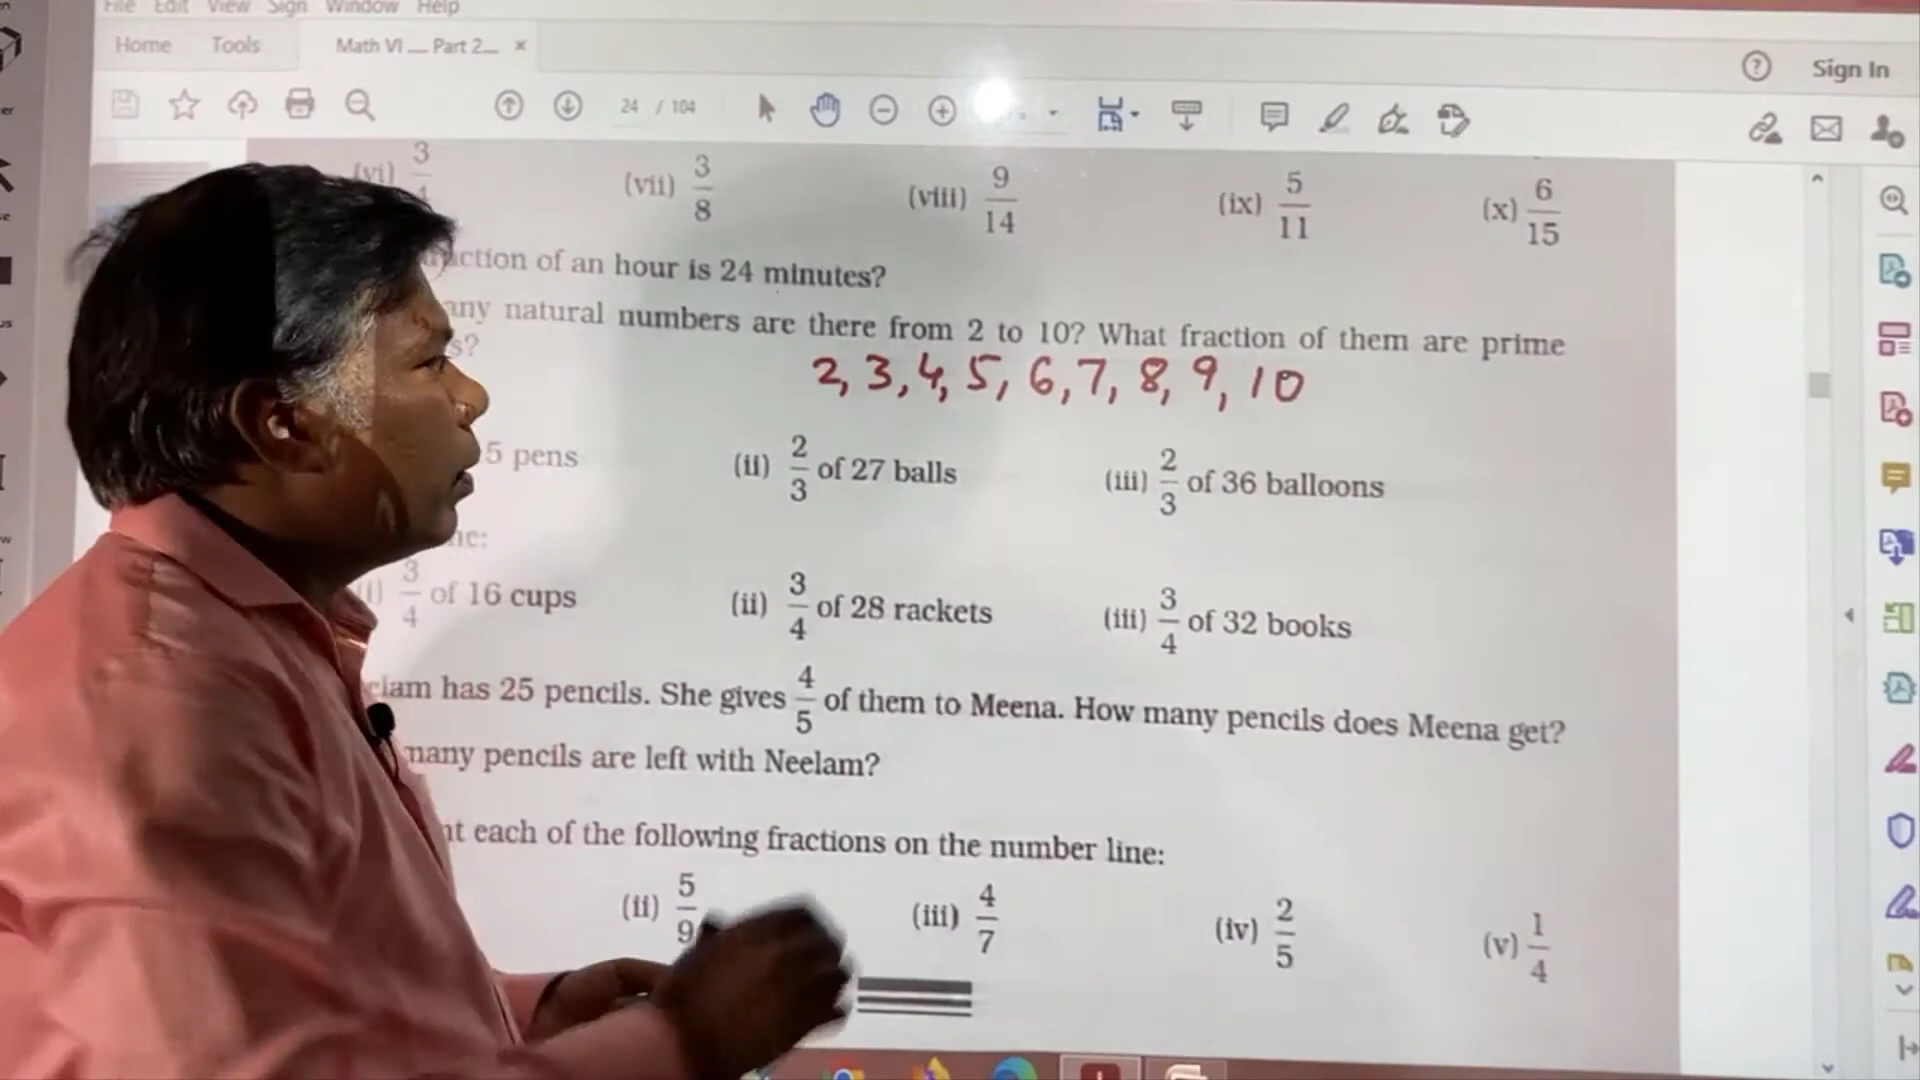 File Edit View Sign Window Help
Home Tools Math VI__ Part 2... ×
Sign In
24 / 104
(vi) 3/4 (vii) 3/8 (viii) 9/14 (ix) 5/11 (x) 6/15
of an hour is 24 minutes?
natural numbers are there from 2 to 10? What fraction of them are prime
2, 3, 4, 5, 6, 7, 8, 9, 10
5 pens (ii) 2/3 of 27 balls (iii) 2/3 of 36 balloons
(i) 3/4 of 16 cups (ii) 3/4 of 28 rackets (iii) 3/4 of 32 books
has 25 pencils. She gives 4/5 of them to Meena. How many pencils does Meena get?
many pencils are left with Neelam?
each of the following fractions on the number line:
(ii) 5/9 (iii) 4/7 (iv) 2/5 (v) 1/4